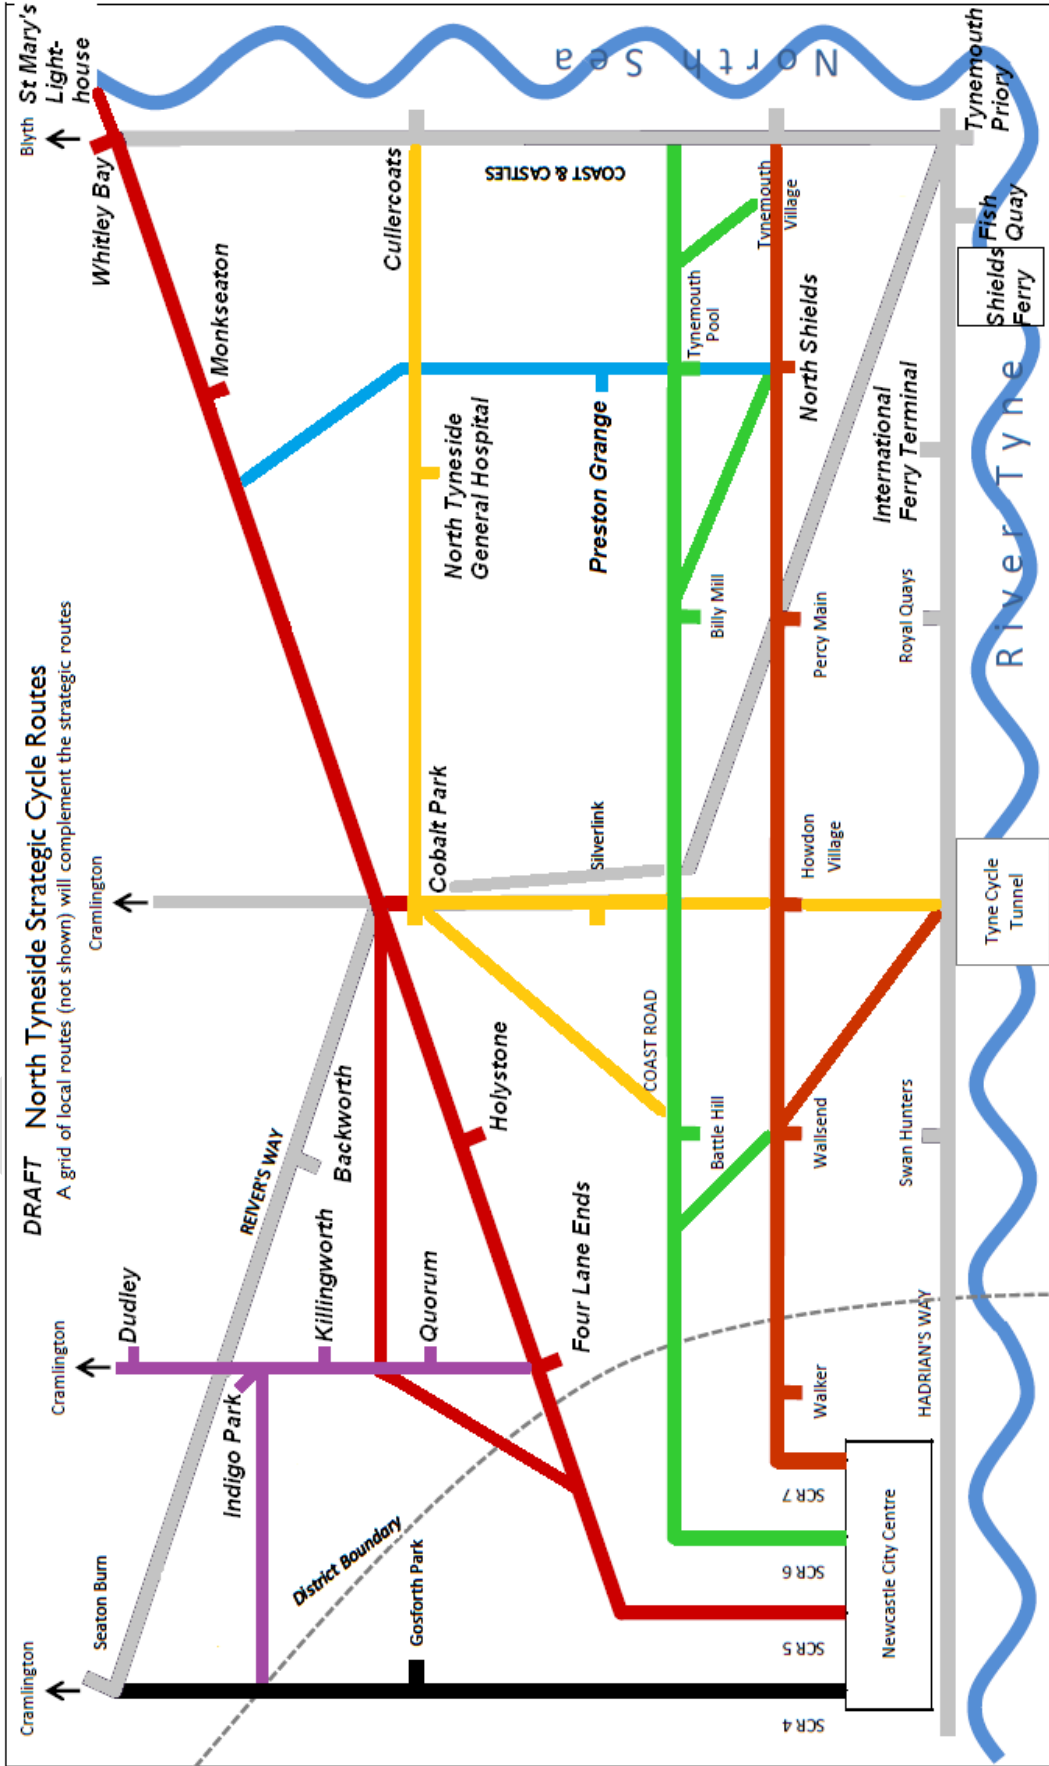 DRAFT North Tyneside Strategic Cycle Routes
A grid of local routes (not shown) will complement the strategic routes
Cramlington
Cramlington
Cramlington
Blyth
St Mary's
Light-
house
Seaton Burn
Dudley
REIVER'S WAY
Whitley Bay
Indigo Park
Killingworth
Backworth
Monkseaton
District Boundary
Gosforth Park
Quorum
Holystone
Cobalt Park
Cullercoats
North Tyneside
General Hospital
Four Lane Ends
Silverlink
Preston Grange
COAST & CASTLES
North Sea
COAST ROAD
Battle Hill
Billy Mill
Tynemouth
Pool
Tynemouth
Village
SCR 4
SCR 5
SCR 6
SCR 7
Walker
Wallsend
Howdon
Village
Percy Main
North Shields
Newcastle City Centre
HADRIAN'S WAY
Swan Hunters
Royal Quays
International
Ferry Terminal
Tyne Cycle
Tunnel
Shields
Ferry
Shields Fish
Quay
Tynemouth
Priory
River Tyne